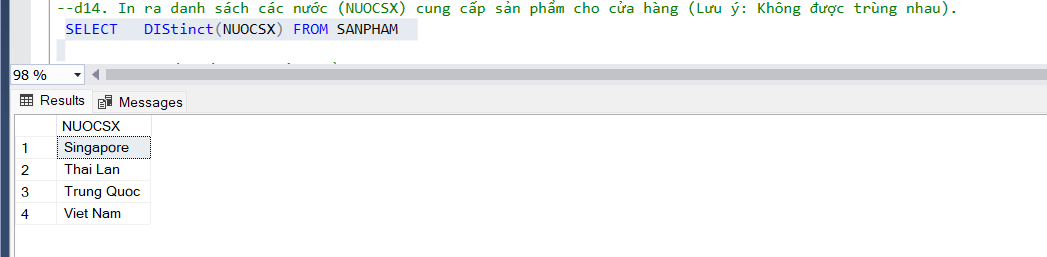 --d14. In ra danh sách các nước (NUOCSX) cung cấp sản phẩm cho cửa hàng (Lưu ý: Không được trùng nhau).
SELECT DIStinct(NUOCSX) FROM SANPHAM
98 %
Results Messages
NUOCSX
1 Singapore
2 Thai Lan
3 Trung Quoc
4 Viet Nam